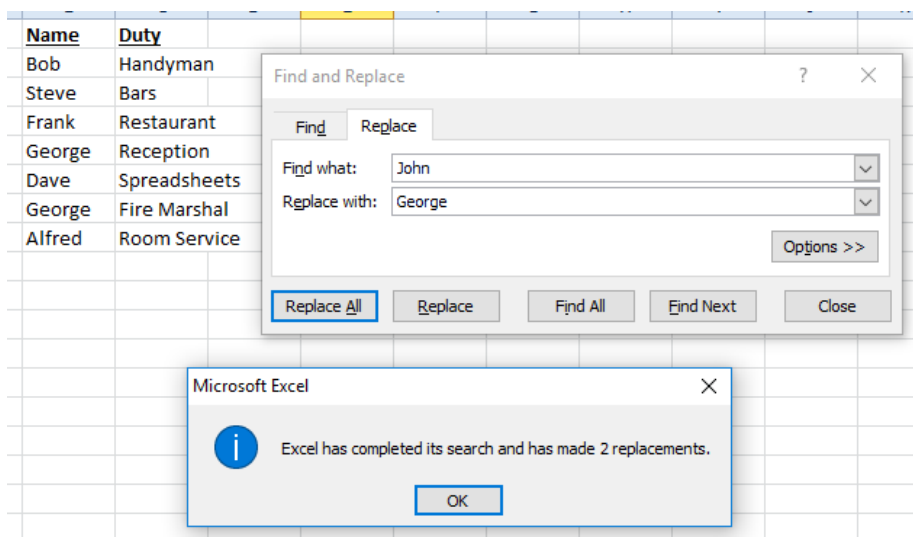 Name Duty
Bob Handyman
Steve Bars
Frank Restaurant
George Reception
Dave Spreadsheets
George Fire Marshal
Alfred Room Service
Find and Replace ?
Find Replace
Find what: John
Replace with: George
Options >>
Replace All Replace Find All Find Next Close
Microsoft Excel
Excel has completed its search and has made 2 replacements.
OK